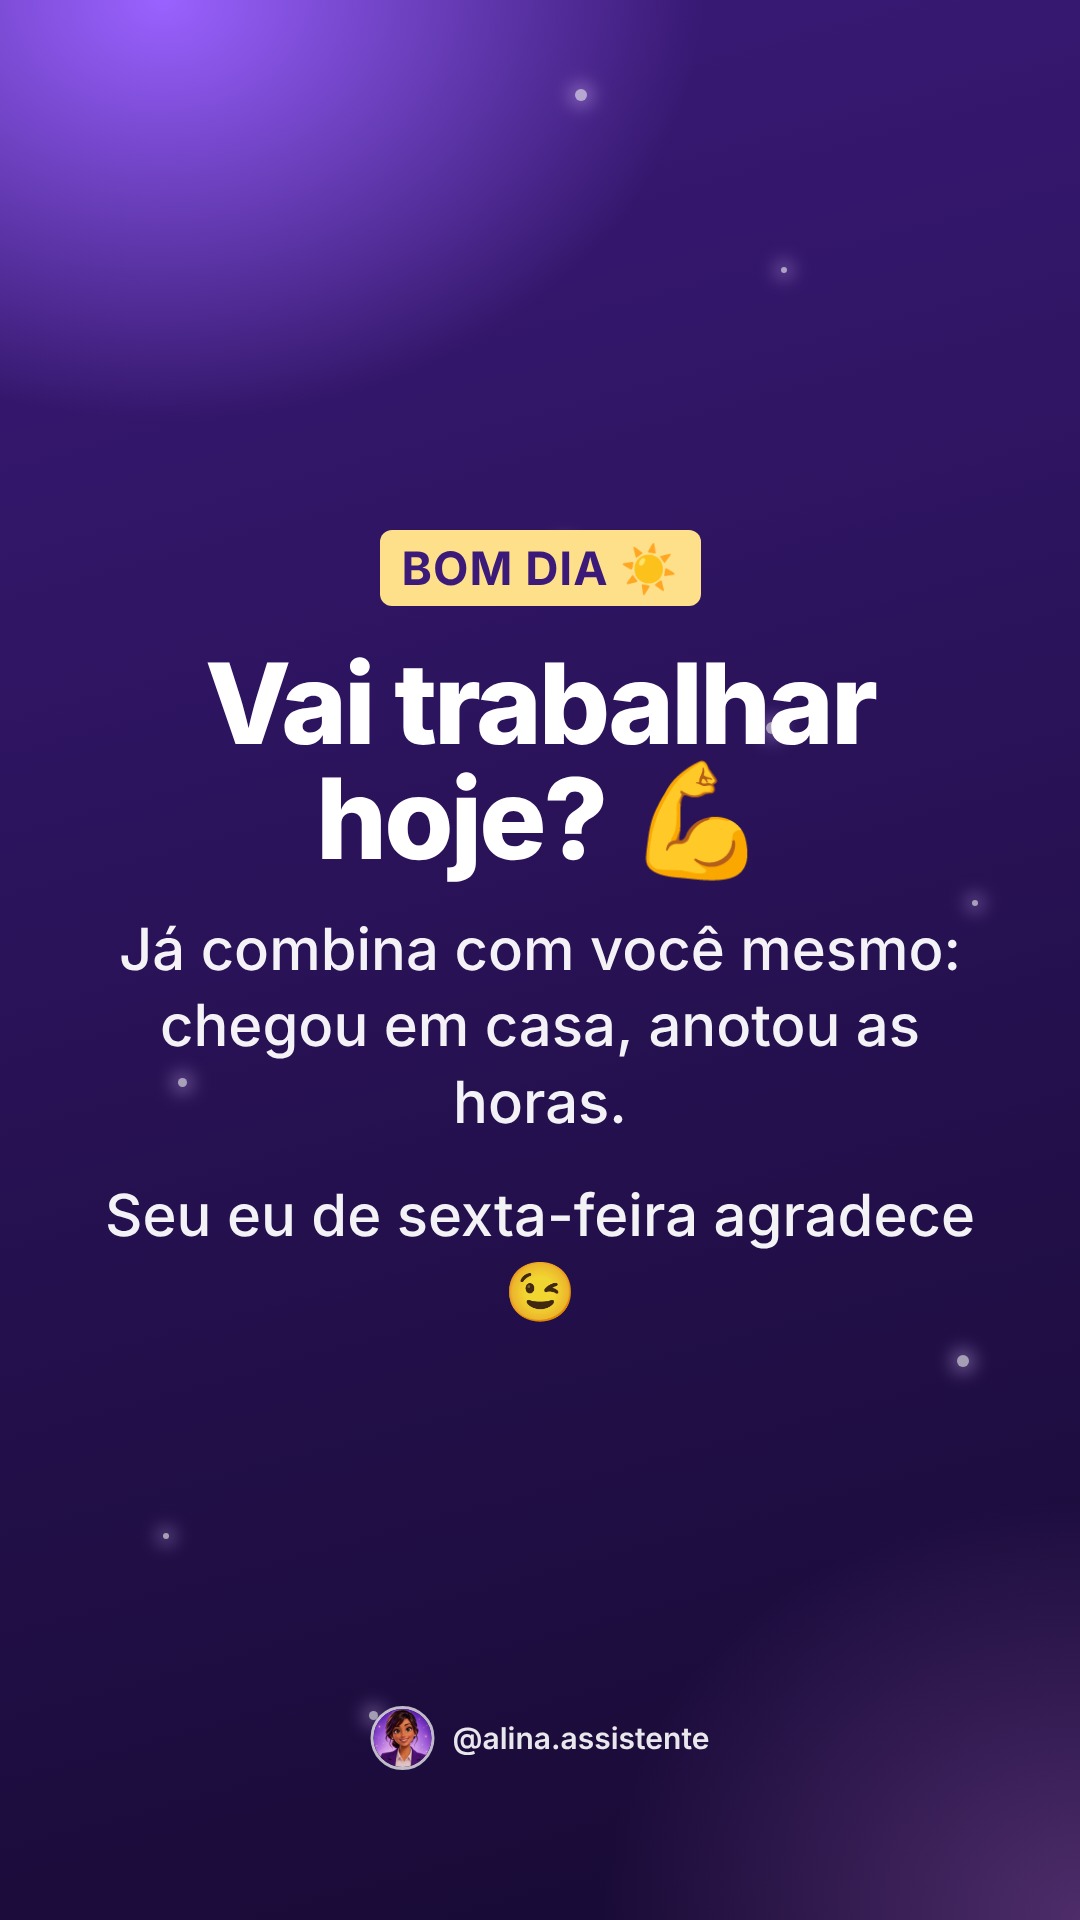 BOM DIA ☀️
Vai trabalhar
hoje? 💪
Já combina com você mesmo:
chegou em casa, anotou as
horas.
Seu eu de sexta-feira agradece
😉
@alina.assistente